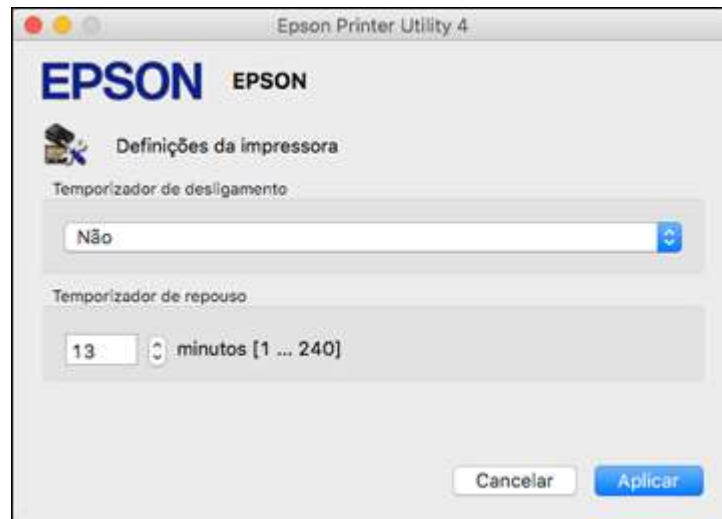 Epson Printer Utility 4
EPSON EPSON
Definições da impressora
Temporizador de desligamento
Não
Temporizador de repouso
13 minutos [1 ... 240]
Cancelar Aplicar